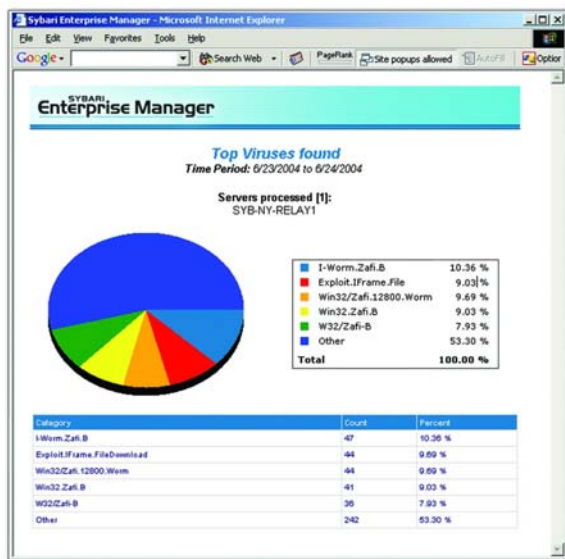 Sybari Enterprise Manager - Microsoft Internet Explorer
File Edit View Favorites Tools Help
Google Search Web PageRank Site popups allowed AutoFill Option
SYBARI
Enterprise Manager
Top Viruses found
Time Period: 6/23/2004 to 6/24/2004
Servers processed [1]:
SYB-NY-RELAY1
I-Worm.Zafi.B 10.36 %
Exploit.IFrame.File 9.03 %
Win32/Zafi.12800.Worm 9.69 %
Win32.Zafi.B 9.03 %
W32/Zafi-B 7.93 %
Other 53.30 %
Total 100.00 %
Category Count Percent
I-Worm.Zafi.B 47 10.36 %
Exploit.IFrame.FileDownload 44 9.69 %
Win32/Zafi.12800.Worm 44 9.69 %
Win32.Zafi.B 41 9.03 %
W32/Zafi-B 36 7.93 %
Other 242 53.30 %